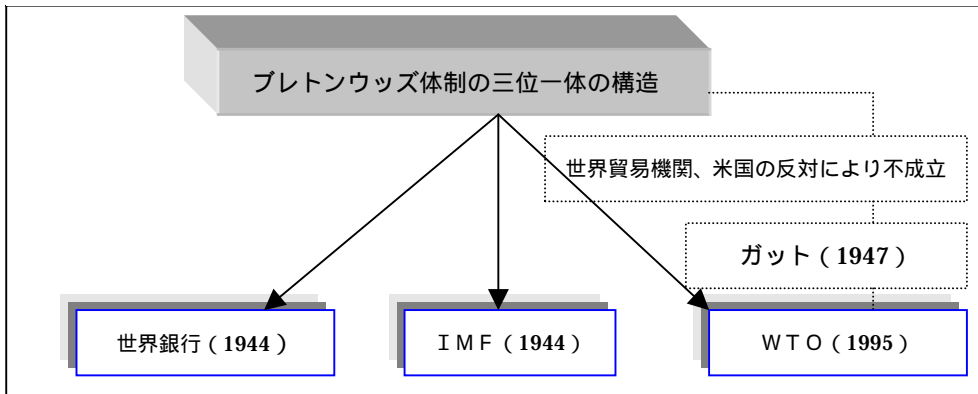 ブレトンウッズ体制の三位一体の構造
世界貿易機関、米国の反対により不成立
ガット（1947）
世界銀行（1944）
ＩＭＦ（1944）
ＷＴＯ（1995）